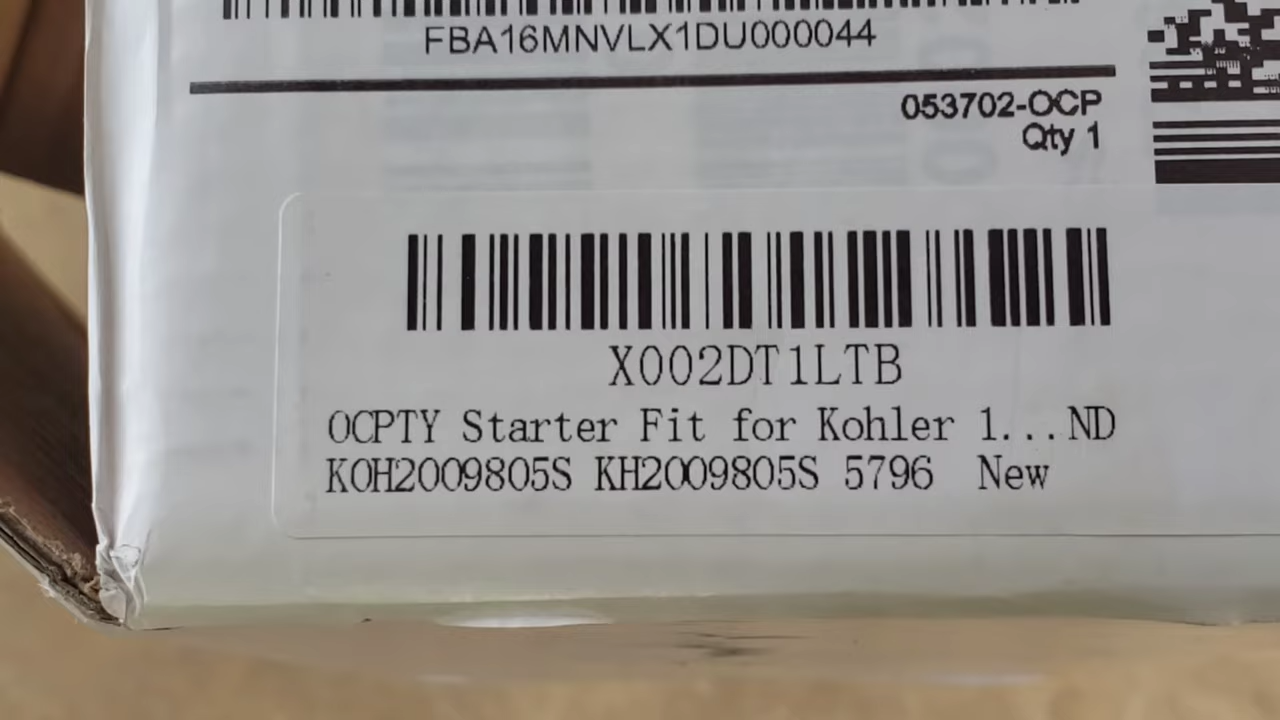 FBA16MNVLX1DU000044
053702-OCP
Qty 1
X002DT1LTB
OCPTY Starter Fit for Kohler 1...ND
KOH2009805S KH2009805S 5796 New